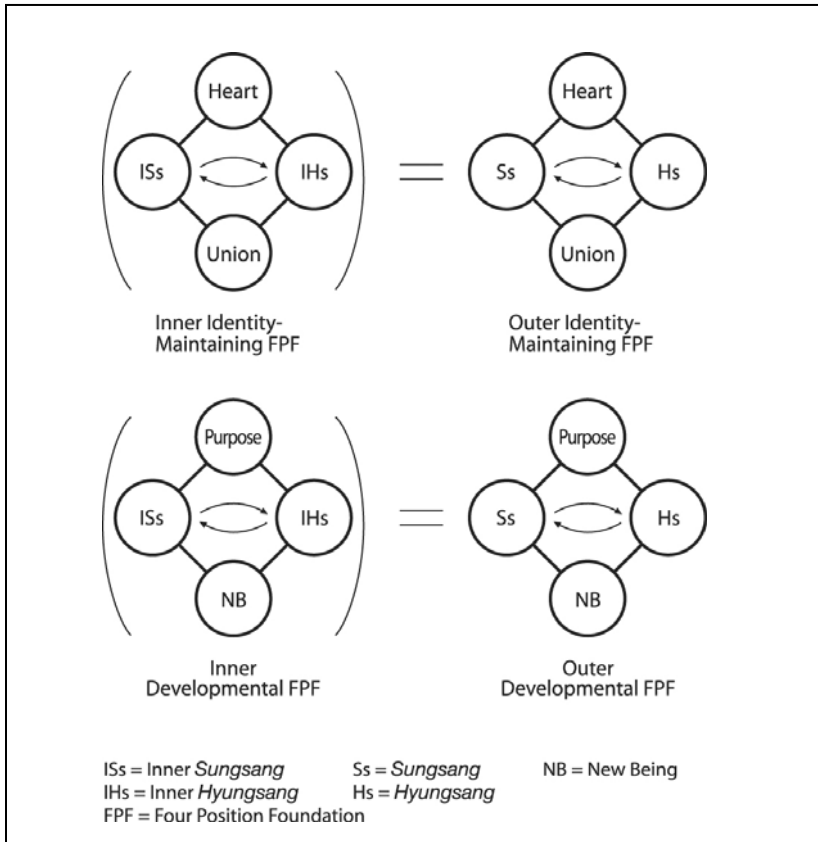 Heart
Heart
ISs
IHs
Ss
Hs
Union
Union
Inner Identity-
Maintaining FPF
Outer Identity-
Maintaining FPF
Purpose
Purpose
ISs
IHs
Ss
Hs
NB
NB
Inner
Developmental FPF
Outer
Developmental FPF
ISs = Inner Sungsang
Ss = Sungsang
NB = New Being
IHs = Inner Hyungsang
Hs = Hyungsang
FPF = Four Position Foundation